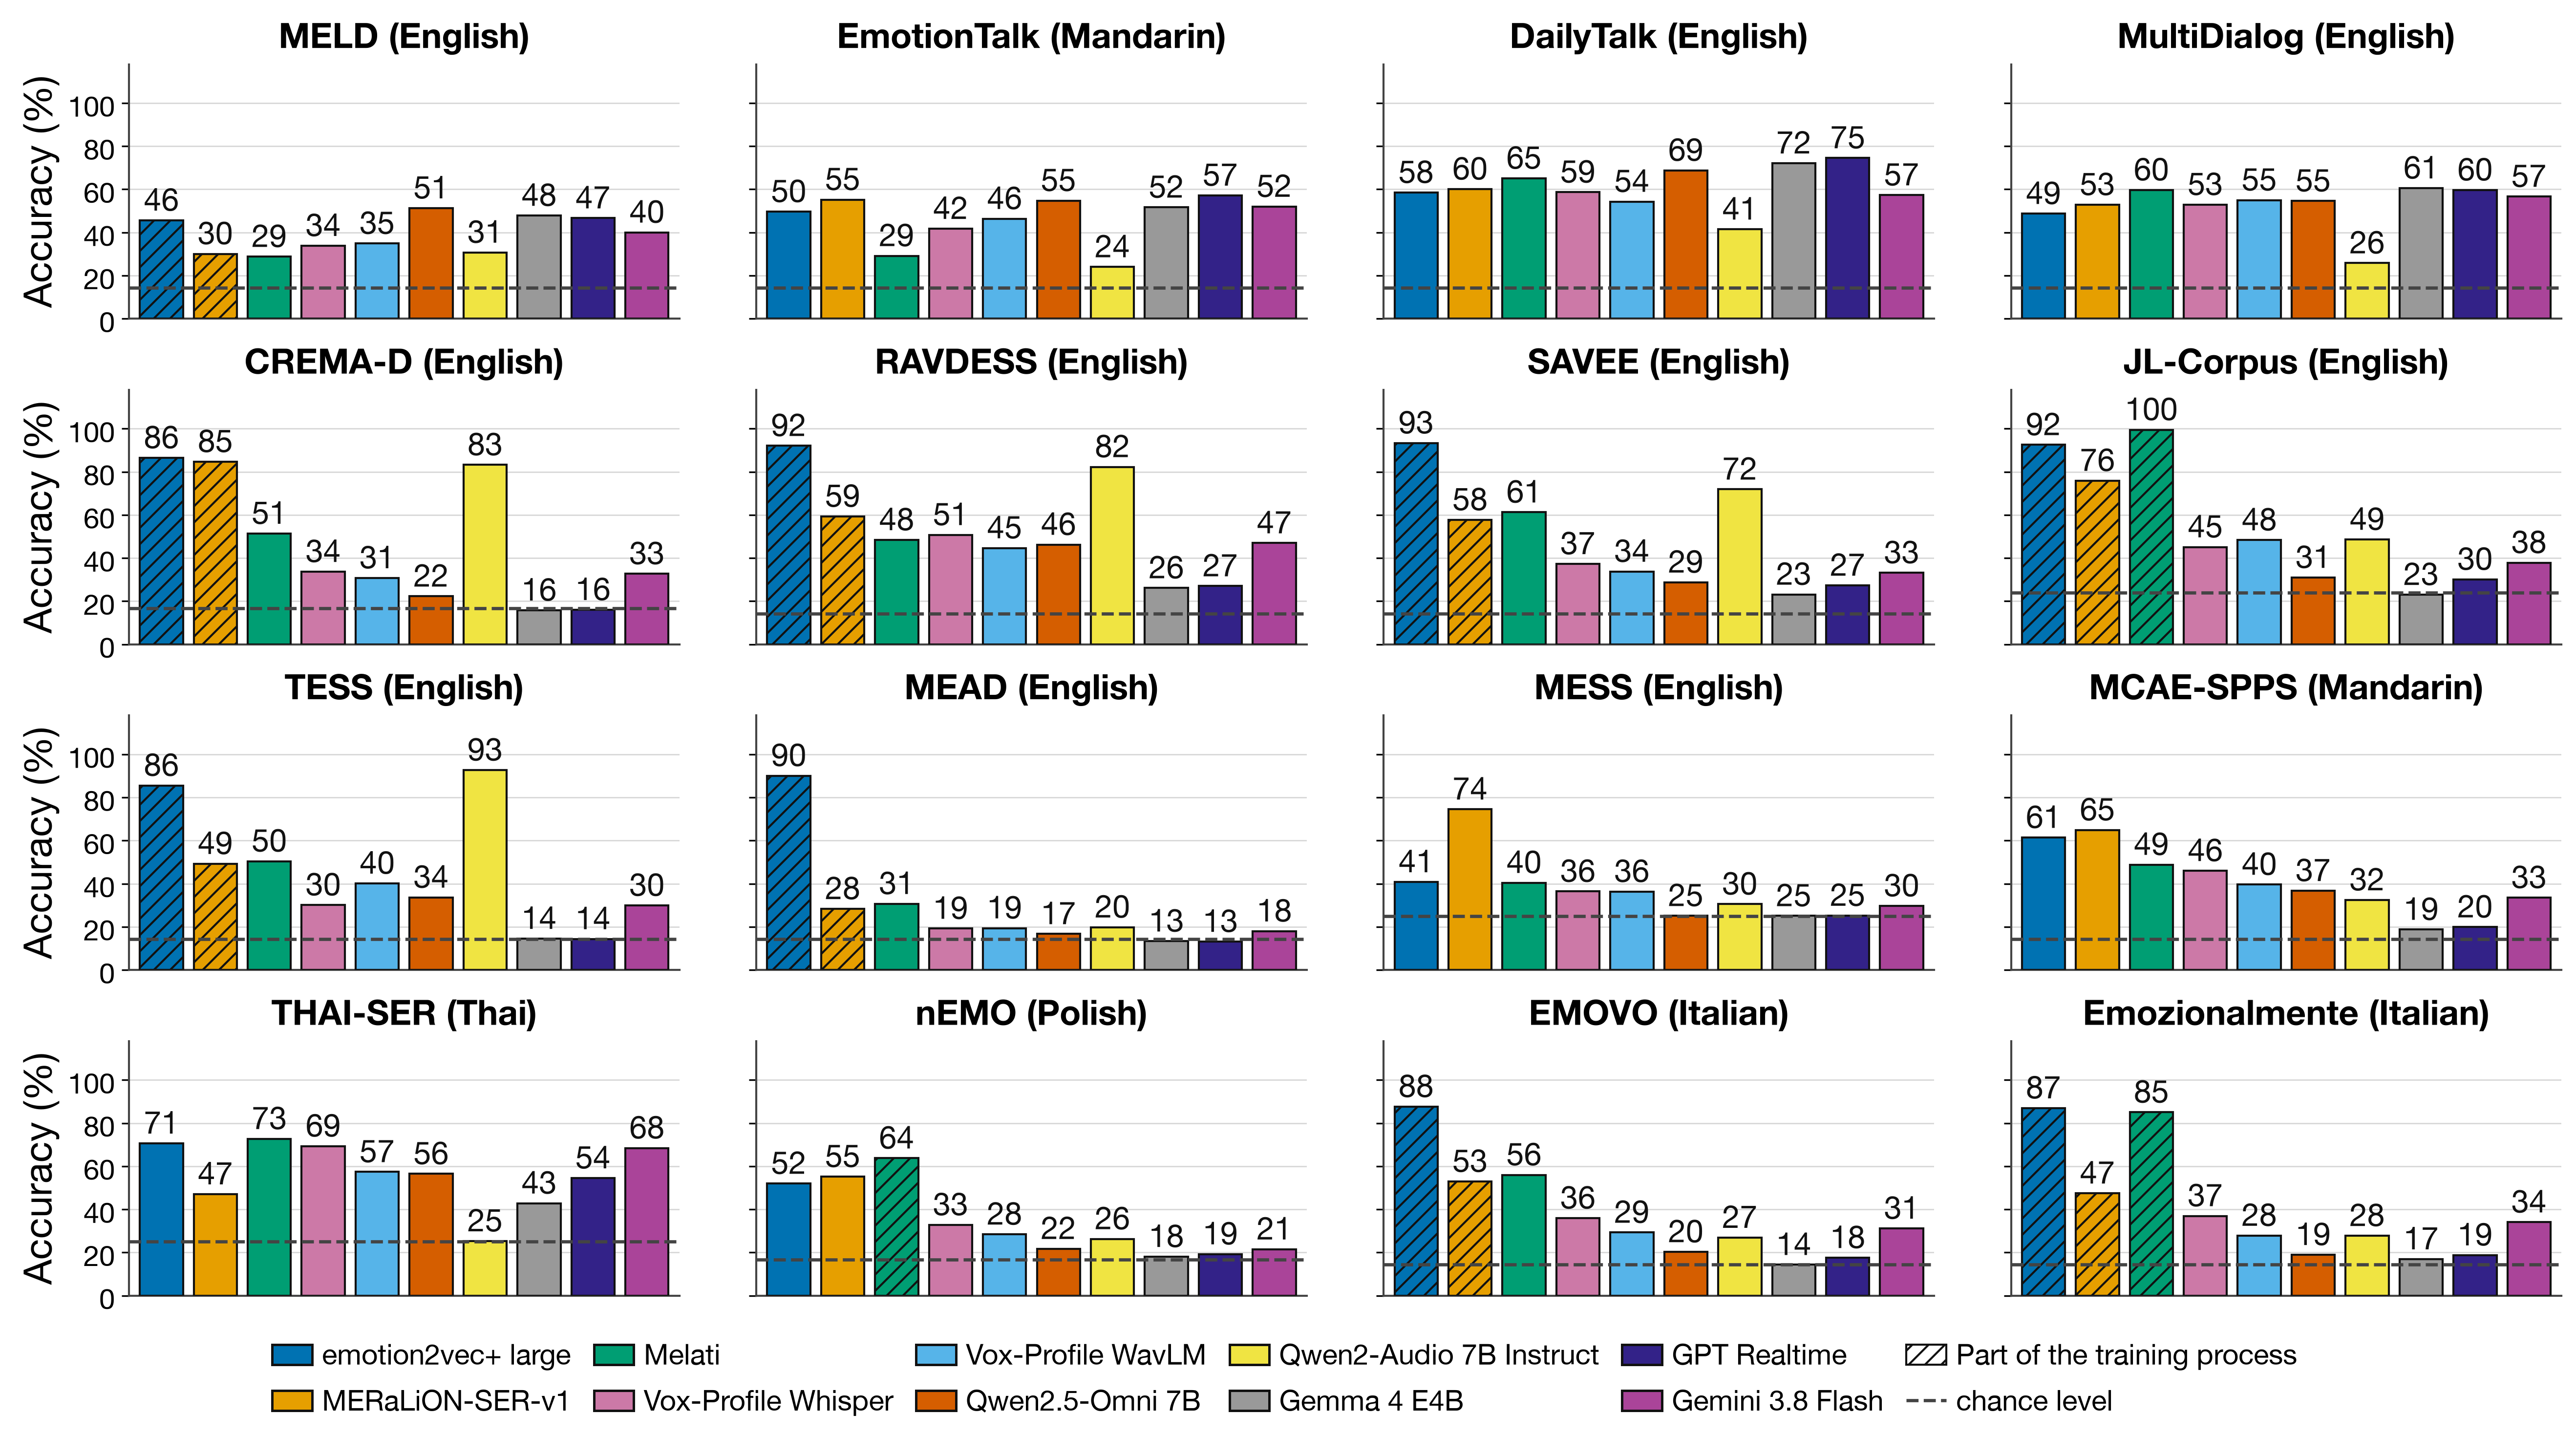 MELD (English)
EmotionTalk (Mandarin)
DailyTalk (English)
MultiDialog (English)
Accuracy (%)
100
80
60
40
20
0
46 30 29 34 35 51 31 48 47 40
50 55 29 42 46 55 24 52 57 52
58 60 65 59 54 69 41 72 75 57
49 53 60 53 55 55 26 61 60 57
CREMA-D (English)
RAVDESS (English)
SAVEE (English)
JL-Corpus (English)
Accuracy (%)
100
80
60
40
20
0
86 85 51 34 31 22 83 16 16 33
92 59 48 51 45 46 82 26 27 47
93 58 61 37 34 29 72 23 27 33
92 76 100 45 48 31 49 23 30 38
TESS (English)
MEAD (English)
MESS (English)
MCAE-SPPS (Mandarin)
Accuracy (%)
100
80
60
40
20
0
86 49 50 30 40 34 93 14 14 30
90 28 31 19 19 17 20 13 13 18
41 74 40 36 36 25 30 25 25 30
61 65 49 46 40 37 32 19 20 33
THAI-SER (Thai)
nEMO (Polish)
EMOVO (Italian)
Emozionalmente (Italian)
Accuracy (%)
100
80
60
40
20
0
71 47 73 69 57 56 25 43 54 68
52 55 64 33 28 22 26 18 19 21
88 53 56 36 29 20 27 14 18 31
87 47 85 37 28 19 28 17 19 34
emotion2vec+ large
Melati
Vox-Profile WavLM
Qwen2-Audio 7B Instruct
GPT Realtime
Part of the training process
MERaLiON-SER-v1
Vox-Profile Whisper
Qwen2.5-Omni 7B
Gemma 4 E4B
Gemini 3.8 Flash
chance level